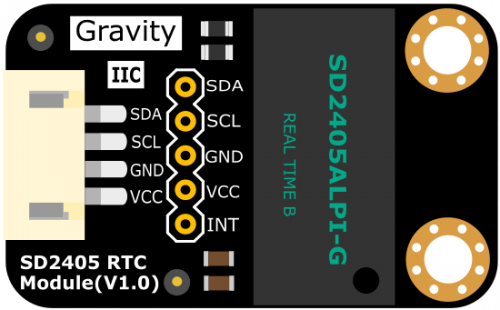 Gravity
IIC
SDA
SCL
GND
VCC
SDA
SCL
GND
VCC
INT
SD2405ALPI-G
REAL TIME B
SD2405 RTC
Module(V1.0)